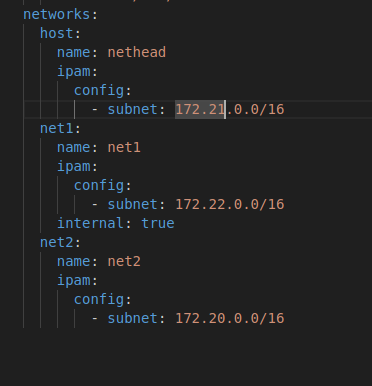 networks:
  host:
    name: nethead
    ipam:
      config:
        - subnet: 172.21.0.0/16
  net1:
    name: net1
    ipam:
      config:
        - subnet: 172.22.0.0/16
    internal: true
  net2:
    name: net2
    ipam:
      config:
        - subnet: 172.20.0.0/16